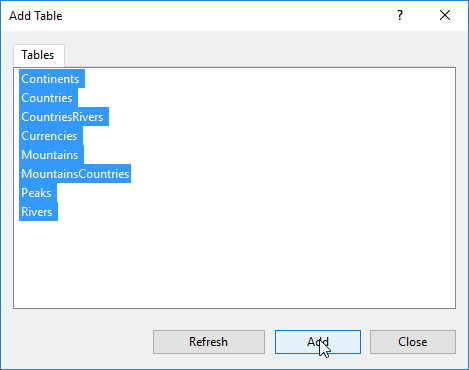 Add Table
?
Tables
Continents
Countries
CountriesRivers
Currencies
Mountains
MountainsCountries
Peaks
Rivers
Refresh Add Close